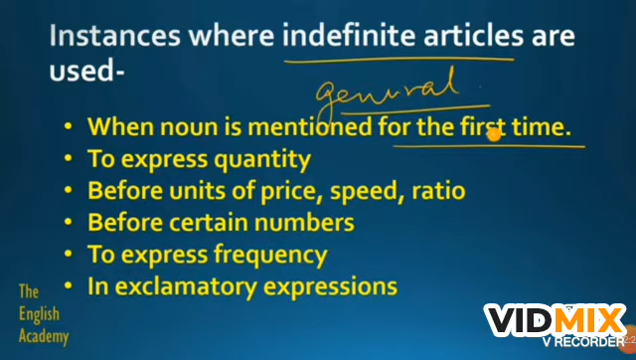 Instances where indefinite articles are
used-
general
• When noun is mentioned for the first time.
• To express quantity
• Before units of price, speed, ratio
• Before certain numbers
• To express frequency
• In exclamatory expressions
The
English
Academy
VIDMIX
V RECORDER